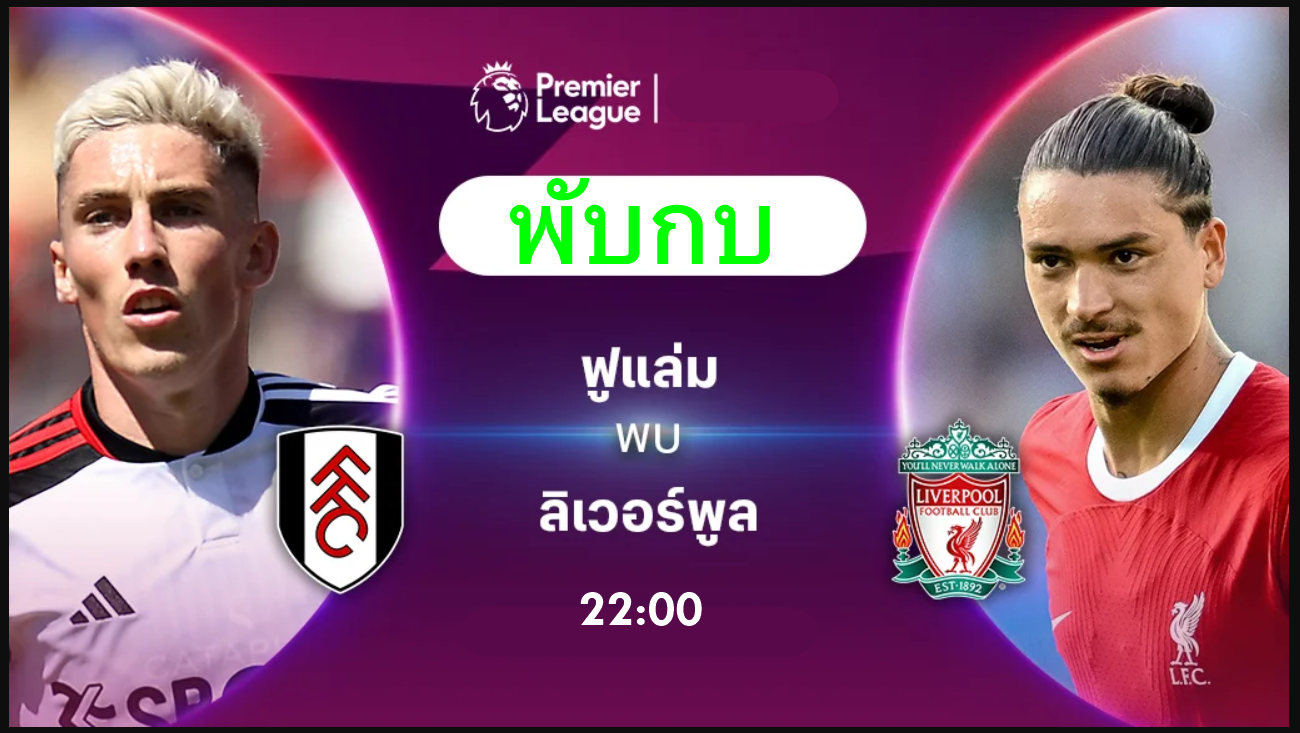 Premier
League
พับกบ
ฟูแล่ม
พบ
ลิเวอร์พูล
22:00
FFC
YOU'LL NEVER WALK ALONE
LIVERPOOL
FOOTBALL CLUB
EST·1892
L.F.C.